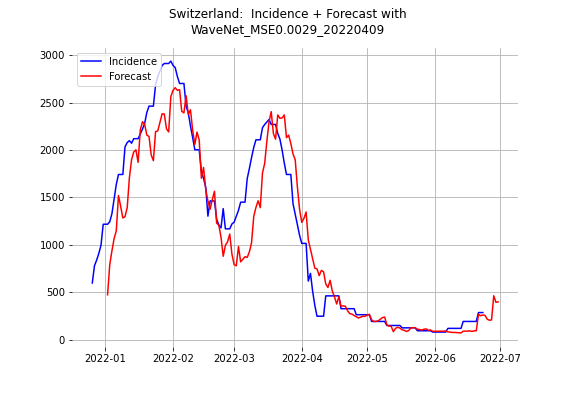 Switzerland:  Incidence + Forecast with
WaveNet_MSE0.0029_20220409
Incidence
Forecast
3000
2500
2000
1500
1000
500
0
2022-01 2022-02 2022-03 2022-04 2022-05 2022-06 2022-07